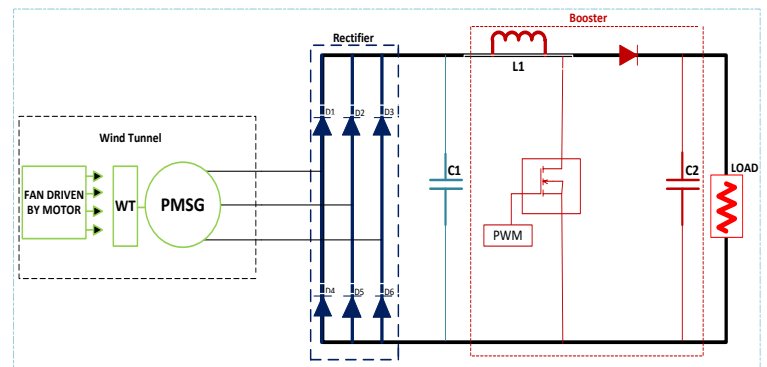 Booster
Rectifier
L1
D1
D2
D3
Wind Tunnel
FAN DRIVEN
BY MOTOR
WT
PMSG
C1
C2
LOAD
PWM
D4
D5
D6